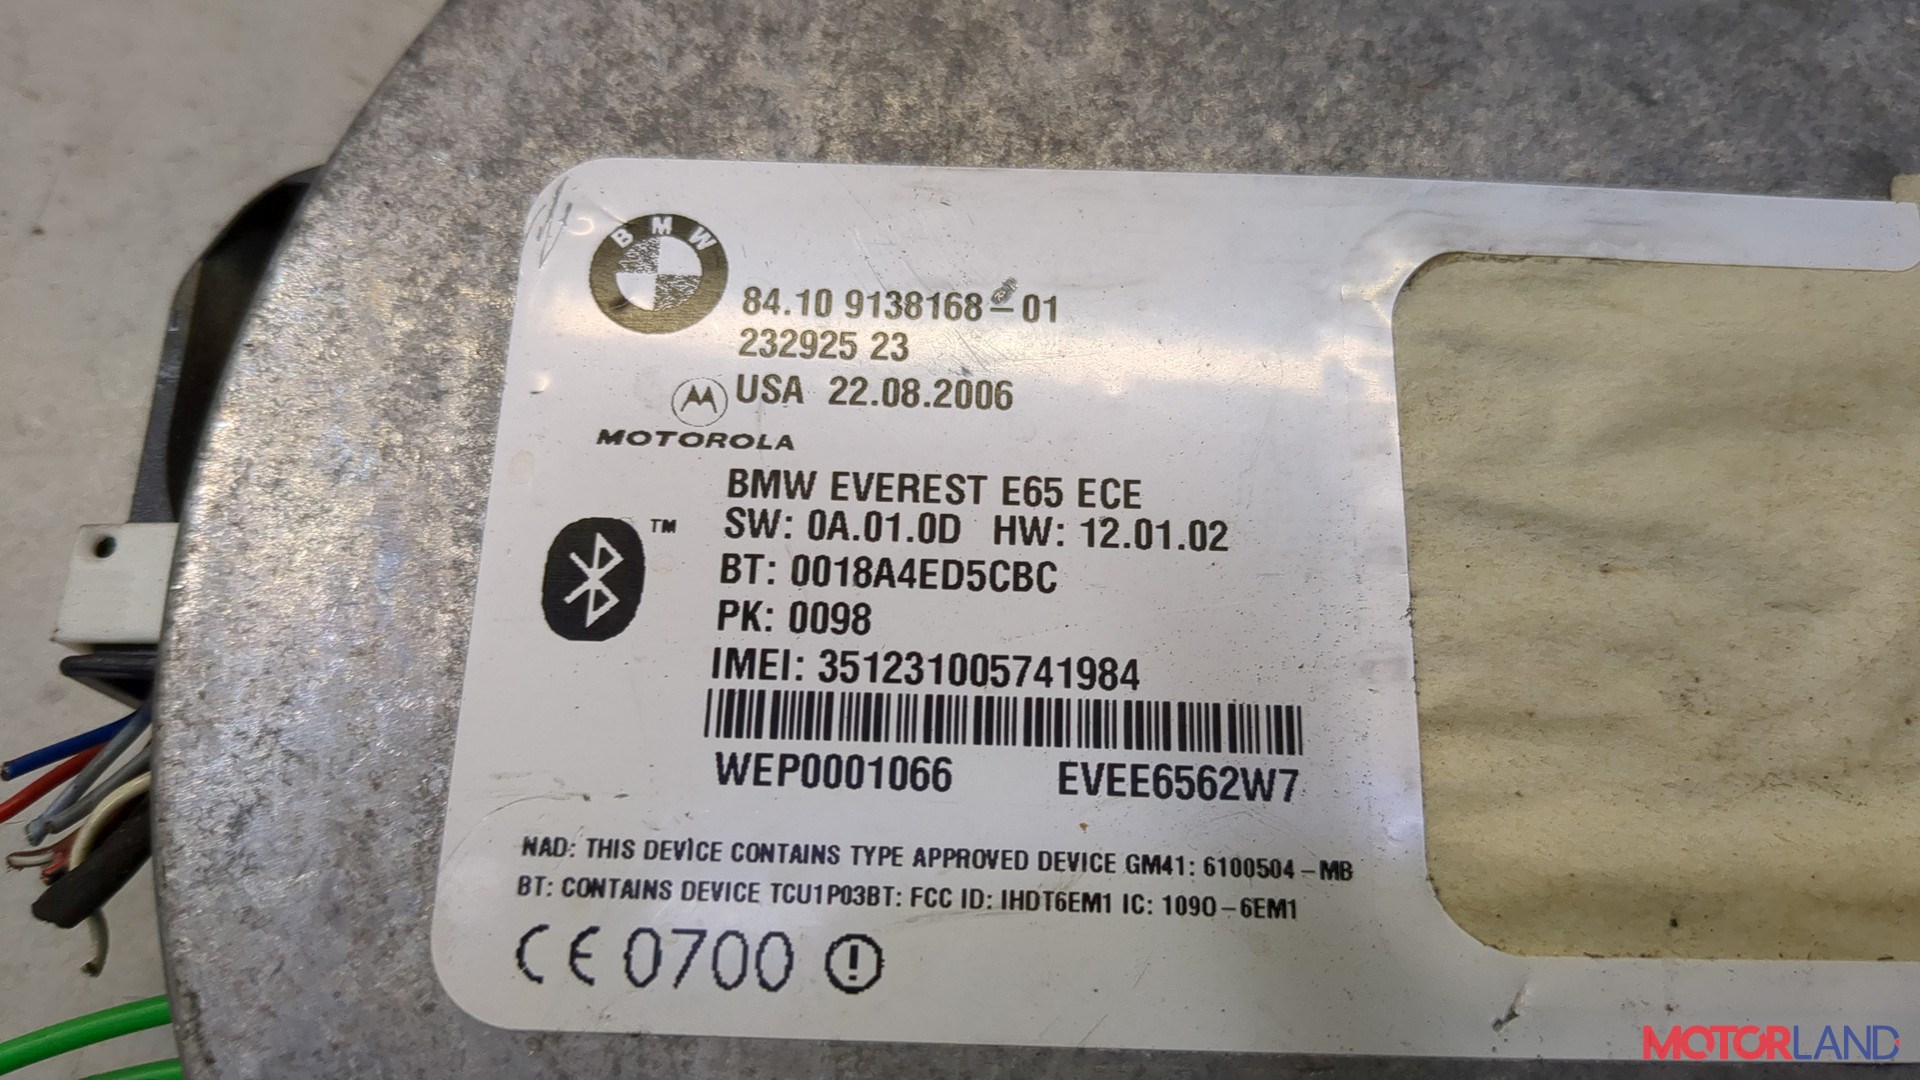 BMW
84.10 9138168-01
232925 23
USA 22.08.2006
MOTOROLA
BMW EVEREST E65 ECE
SW: 0A.01.0D HW: 12.01.02
TM
BT: 0018A4ED5CBC
PK: 0098
IMEI: 351231005741984
WEP0001066 EVEE6562W7
NAD: THIS DEVICE CONTAINS TYPE APPROVED DEVICE GM41: 6100504-MB
BT: CONTAINS DEVICE TCU1P03BT: FCC ID: IHDT6EM1 IC: 109O-6EM1
CE 0700
MOTORLAND